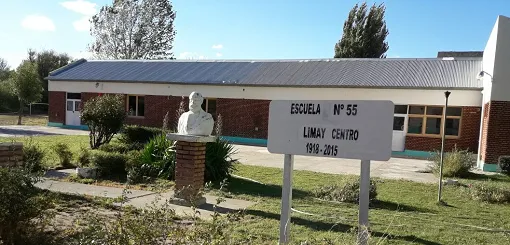 ESCUELA Nº 55
LIMAY CENTRO
1918-2015